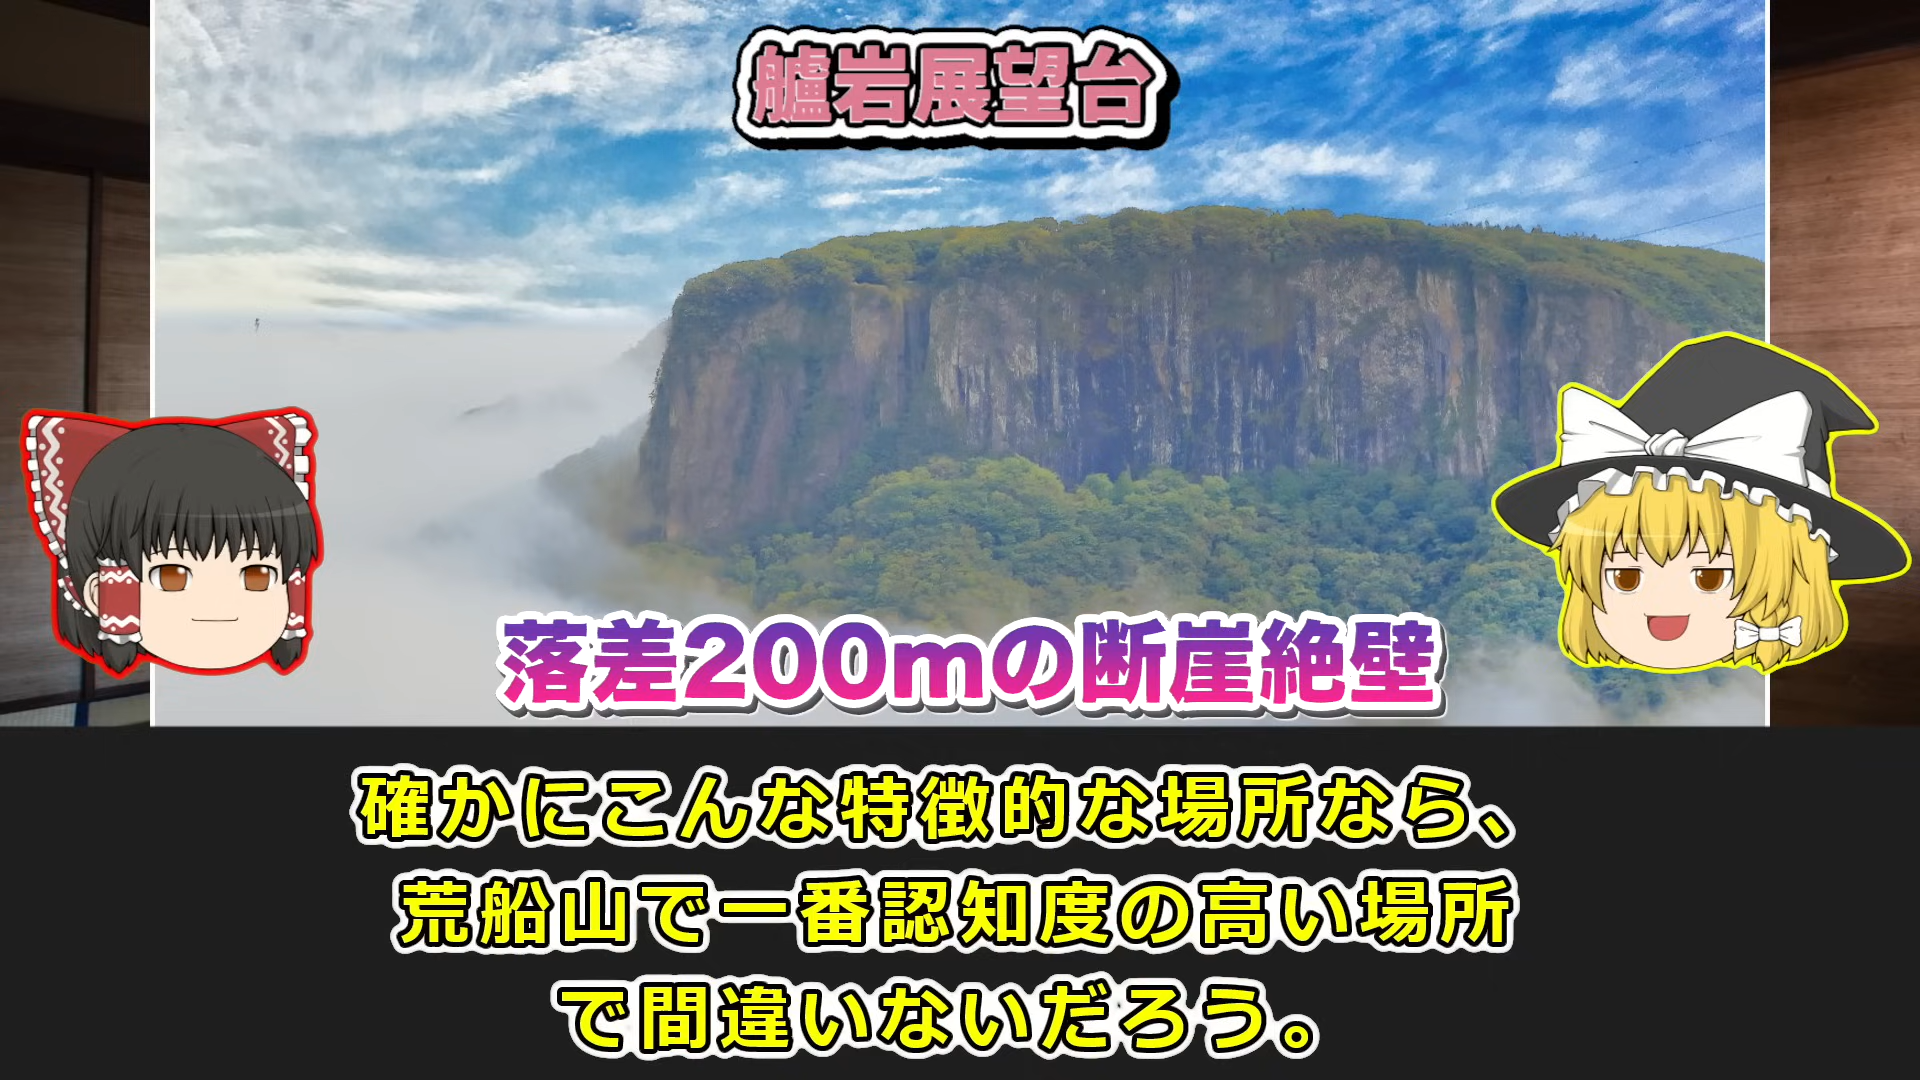 艫岩展望台
落差200mの断崖絶壁
確かにこんな特徴的な場所なら、
荒船山で一番認知度の高い場所
で間違いないだろう。